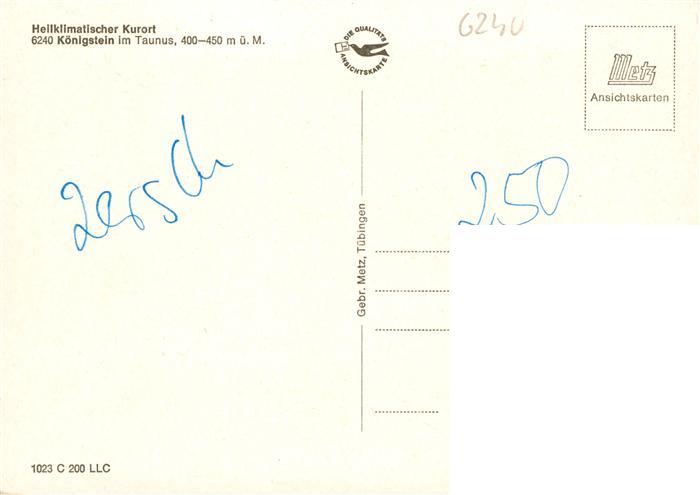 Heilklimatischer Kurort
6240 Königstein im Taunus, 400—450 m ü. M.
DIE QUALITÄTS
ANSICHTSKARTE
6240
Metz
Ansichtskarten
2,50
Gebr. Metz, Tübingen
1023 C 200 LLC